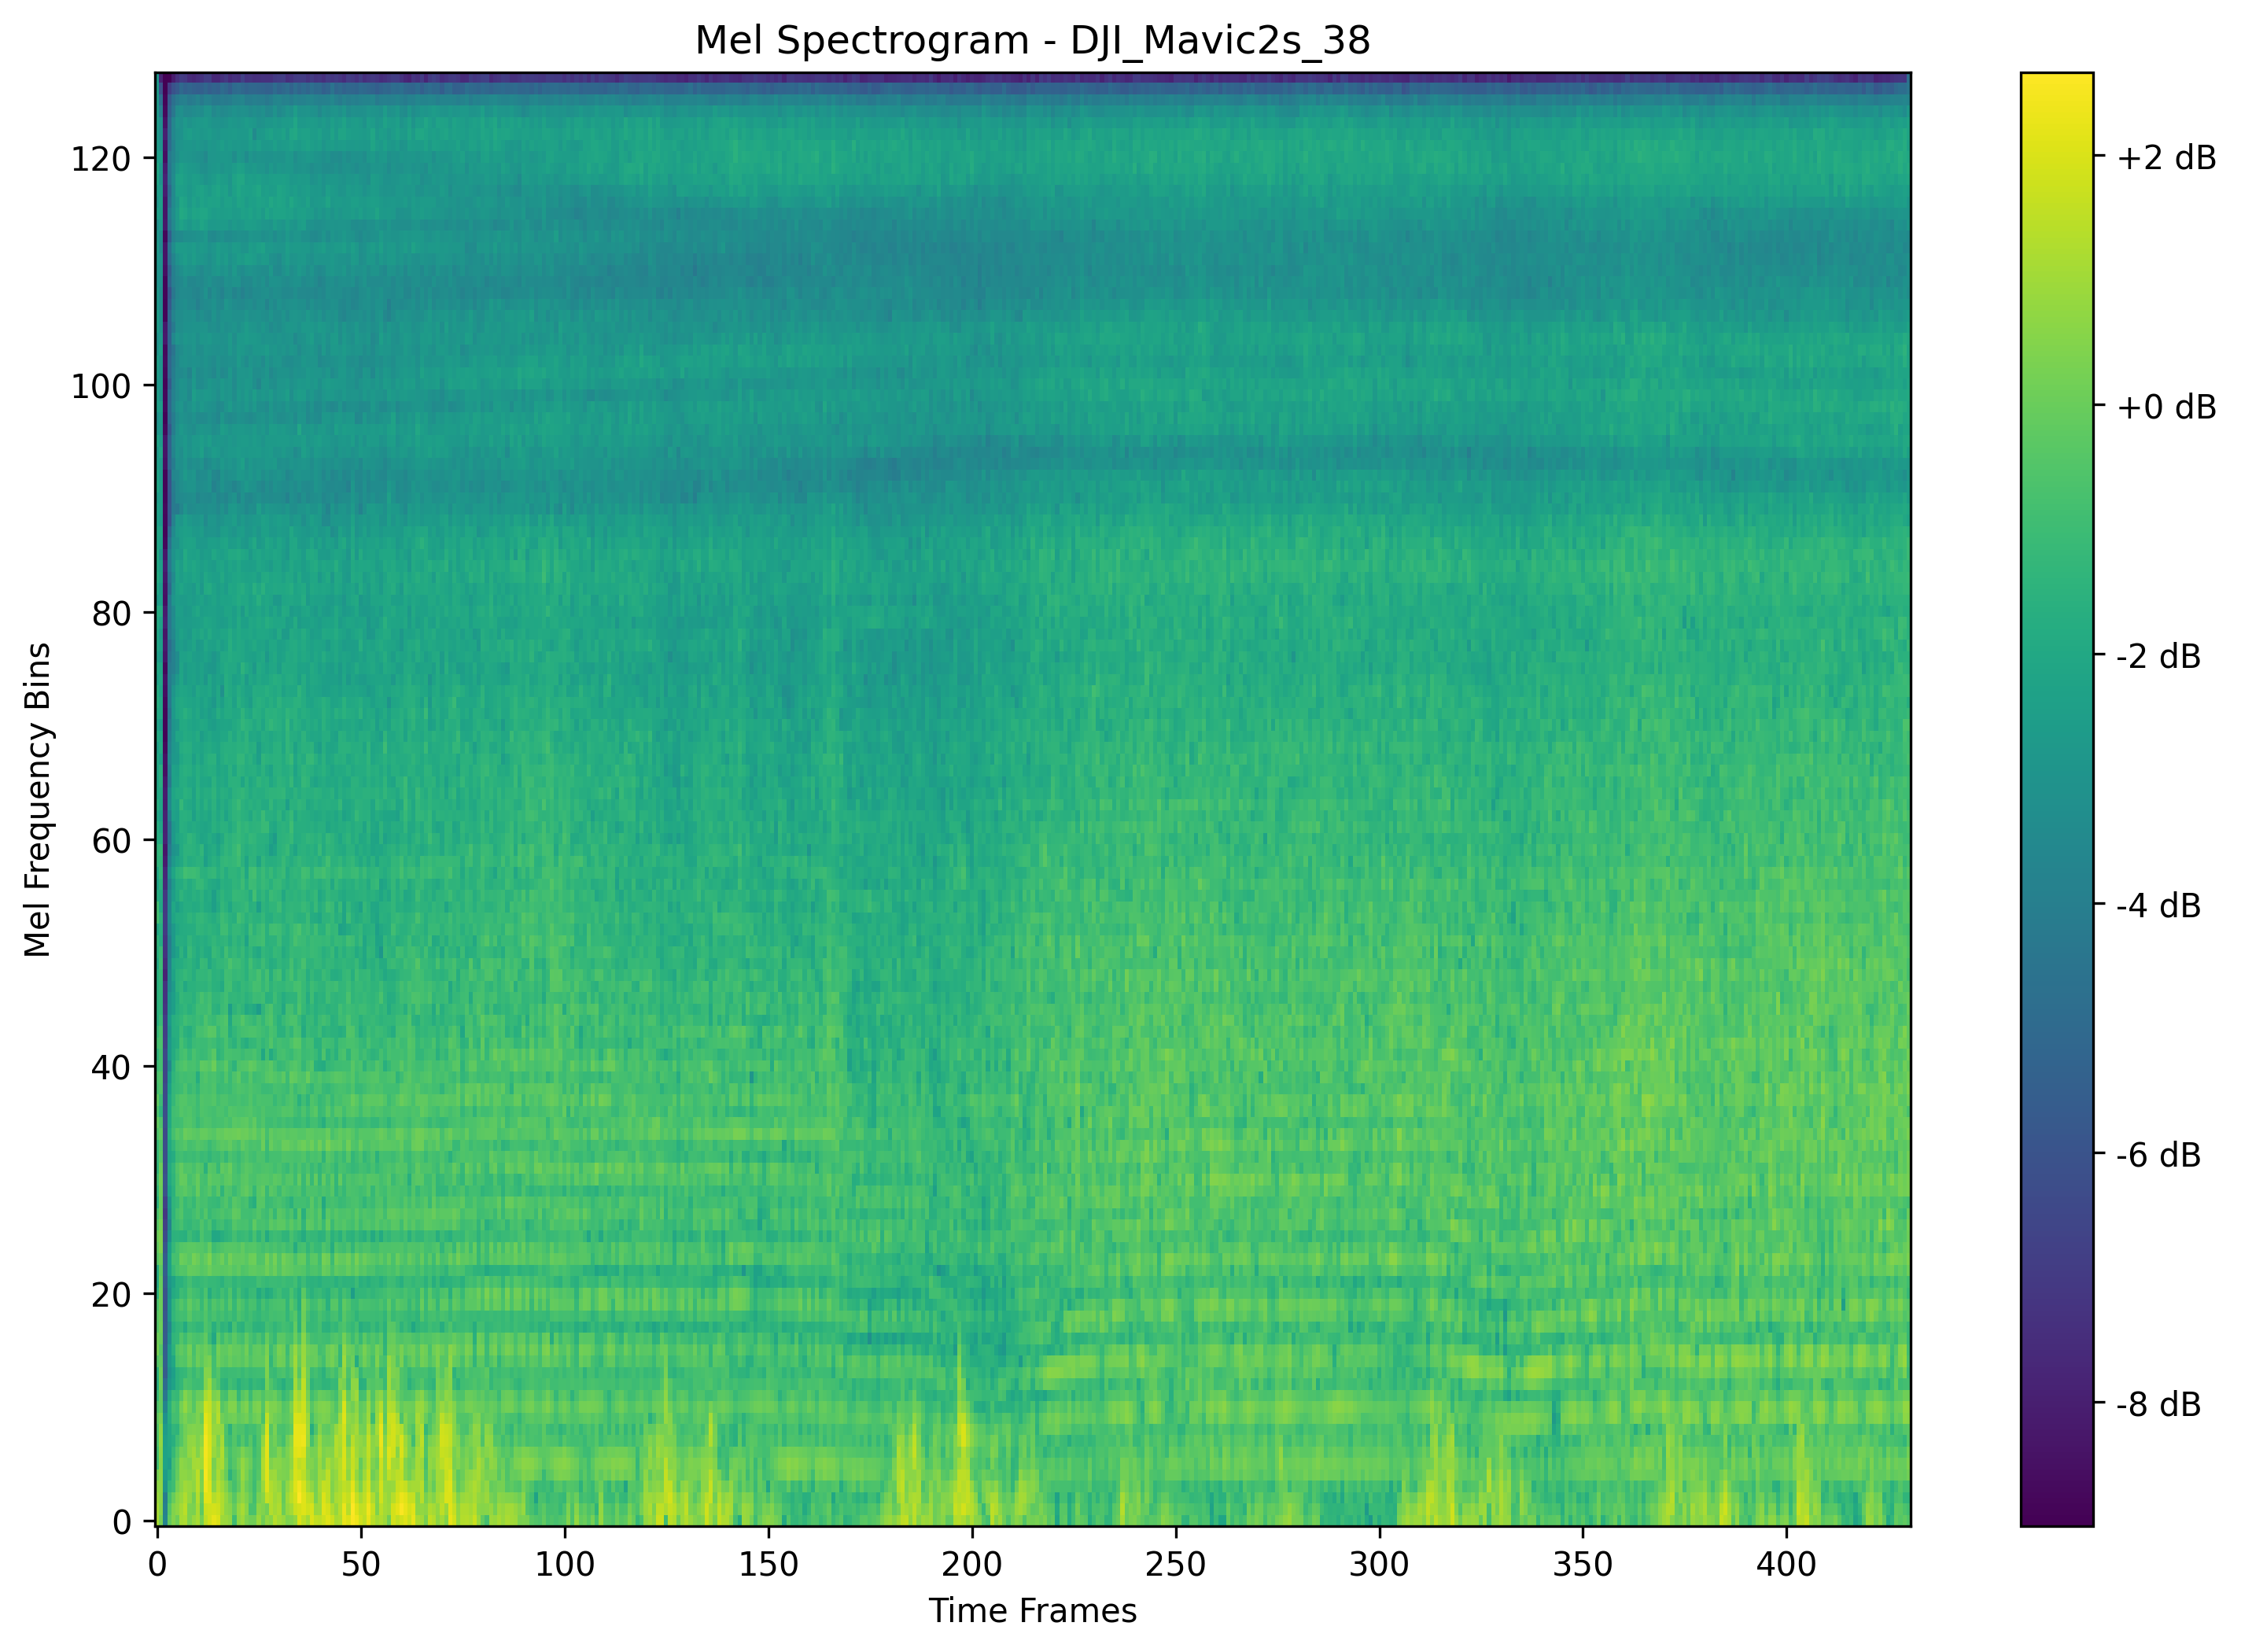 Mel Spectrogram - DJI_Mavic2s_38
Mel Frequency Bins
120
100
80
60
40
20
0
0 50 100 150 200 250 300 350 400
Time Frames
+2 dB
+0 dB
-2 dB
-4 dB
-6 dB
-8 dB